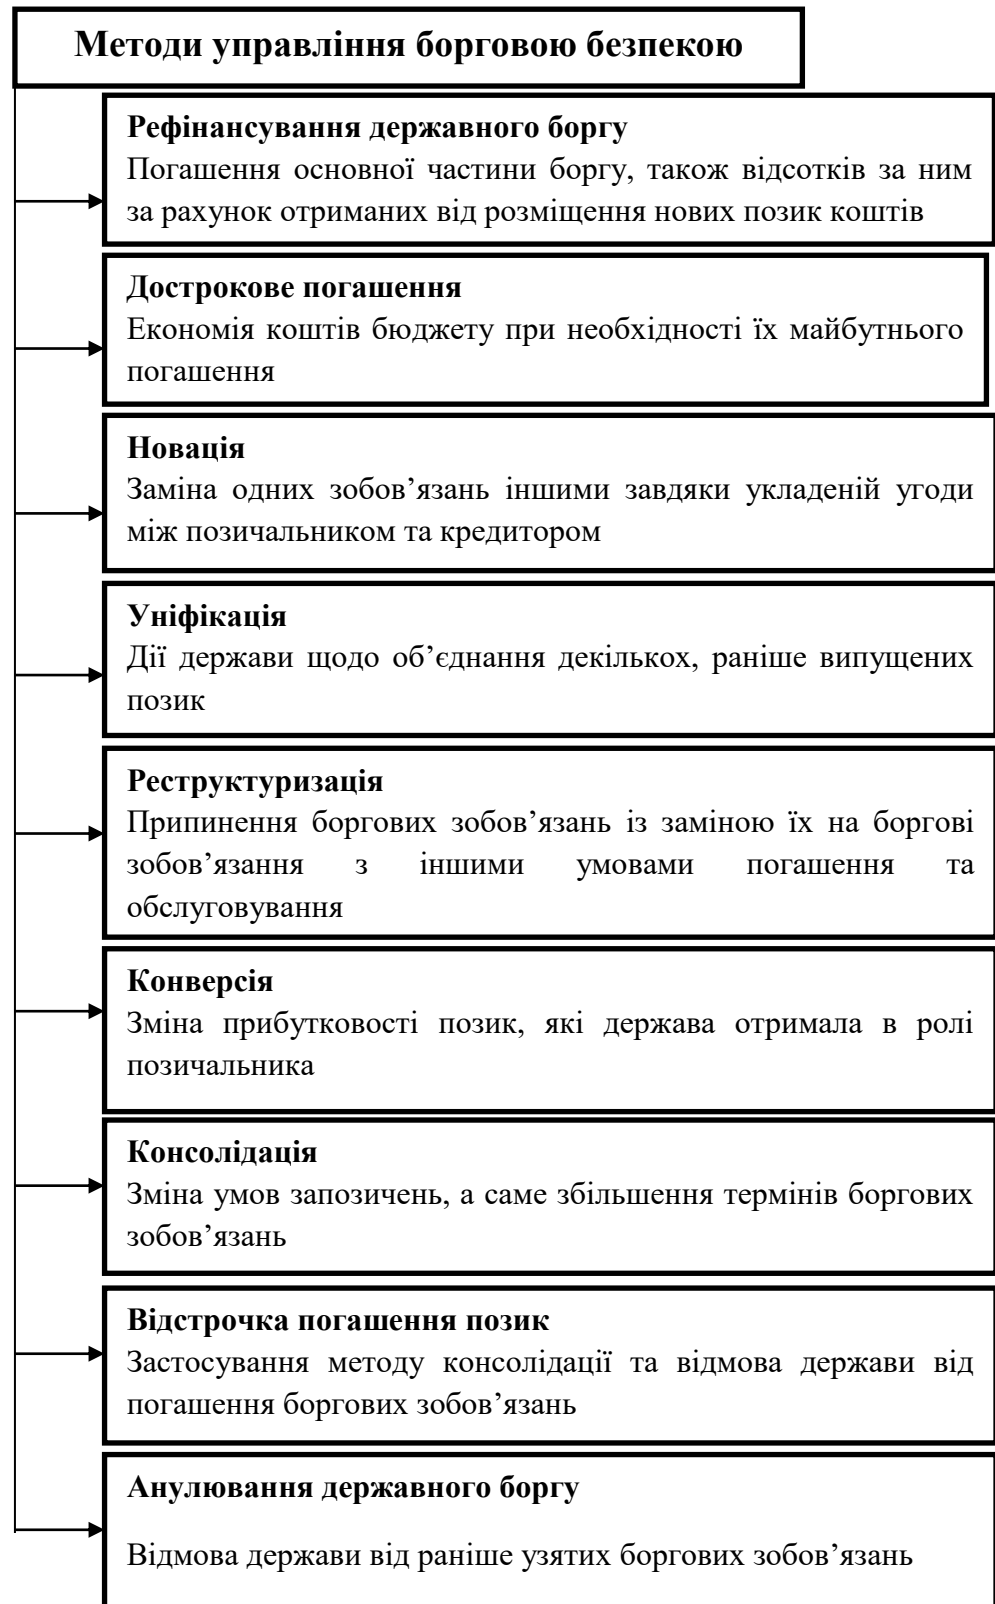 Методи управління борговою безпекою
Рефінансування державного боргу
Погашення основної частини боргу, також відсотків за ним
за рахунок отриманих від розміщення нових позик коштів
Дострокове погашення
Економія коштів бюджету при необхідності їх майбутнього
погашення
Новація
Заміна одних зобов’язань іншими завдяки укладеній угоди
між позичальником та кредитором
Уніфікація
Дії держави щодо об’єднання декількох, раніше випущених
позик
Реструктуризація
Припинення боргових зобов’язань із заміною їх на боргові
зобов’язання з іншими умовами погашення та
обслуговування
Конверсія
Зміна прибутковості позик, які держава отримала в ролі
позичальника
Консолідація
Зміна умов запозичень, а саме збільшення термінів боргових
зобов’язань
Відстрочка погашення позик
Застосування методу консолідації та відмова держави від
погашення боргових зобов’язань
Анулювання державного боргу
Відмова держави від раніше узятих боргових зобов’язань